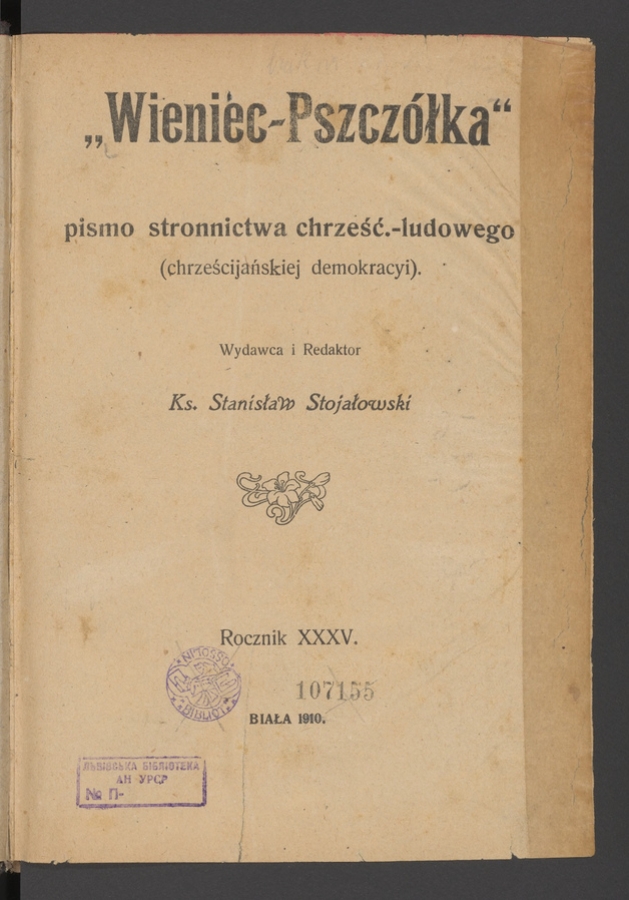 „Wieniec-Pszczółka“
pismo stronnictwa chrześć.-ludowego
(chrześcijańskiej demokracyi).
Wydawca i Redaktor
Ks. Stanisław Stojałowski
Rocznik XXXV.
107155
BIAŁA 1910.
ЛЬВІВСЬКА БІБЛІОТЕКА
АН УРСР
№ П-